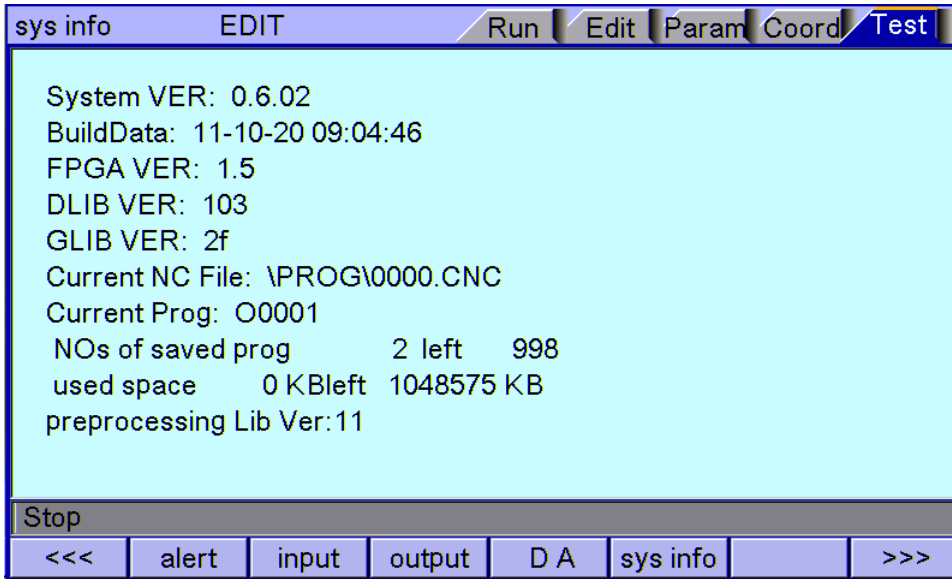 sys info EDIT Run Edit Param Coord Test
System VER: 0.6.02
BuildData: 11-10-20 09:04:46
FPGA VER: 1.5
DLIB VER: 103
GLIB VER: 2f
Current NC File: \PROG\0000.CNC
Current Prog: O0001
NOs of saved prog 2 left 998
used space 0 KBleft 1048575 KB
preprocessing Lib Ver:11
Stop
<<< alert input output D A sys info >>>